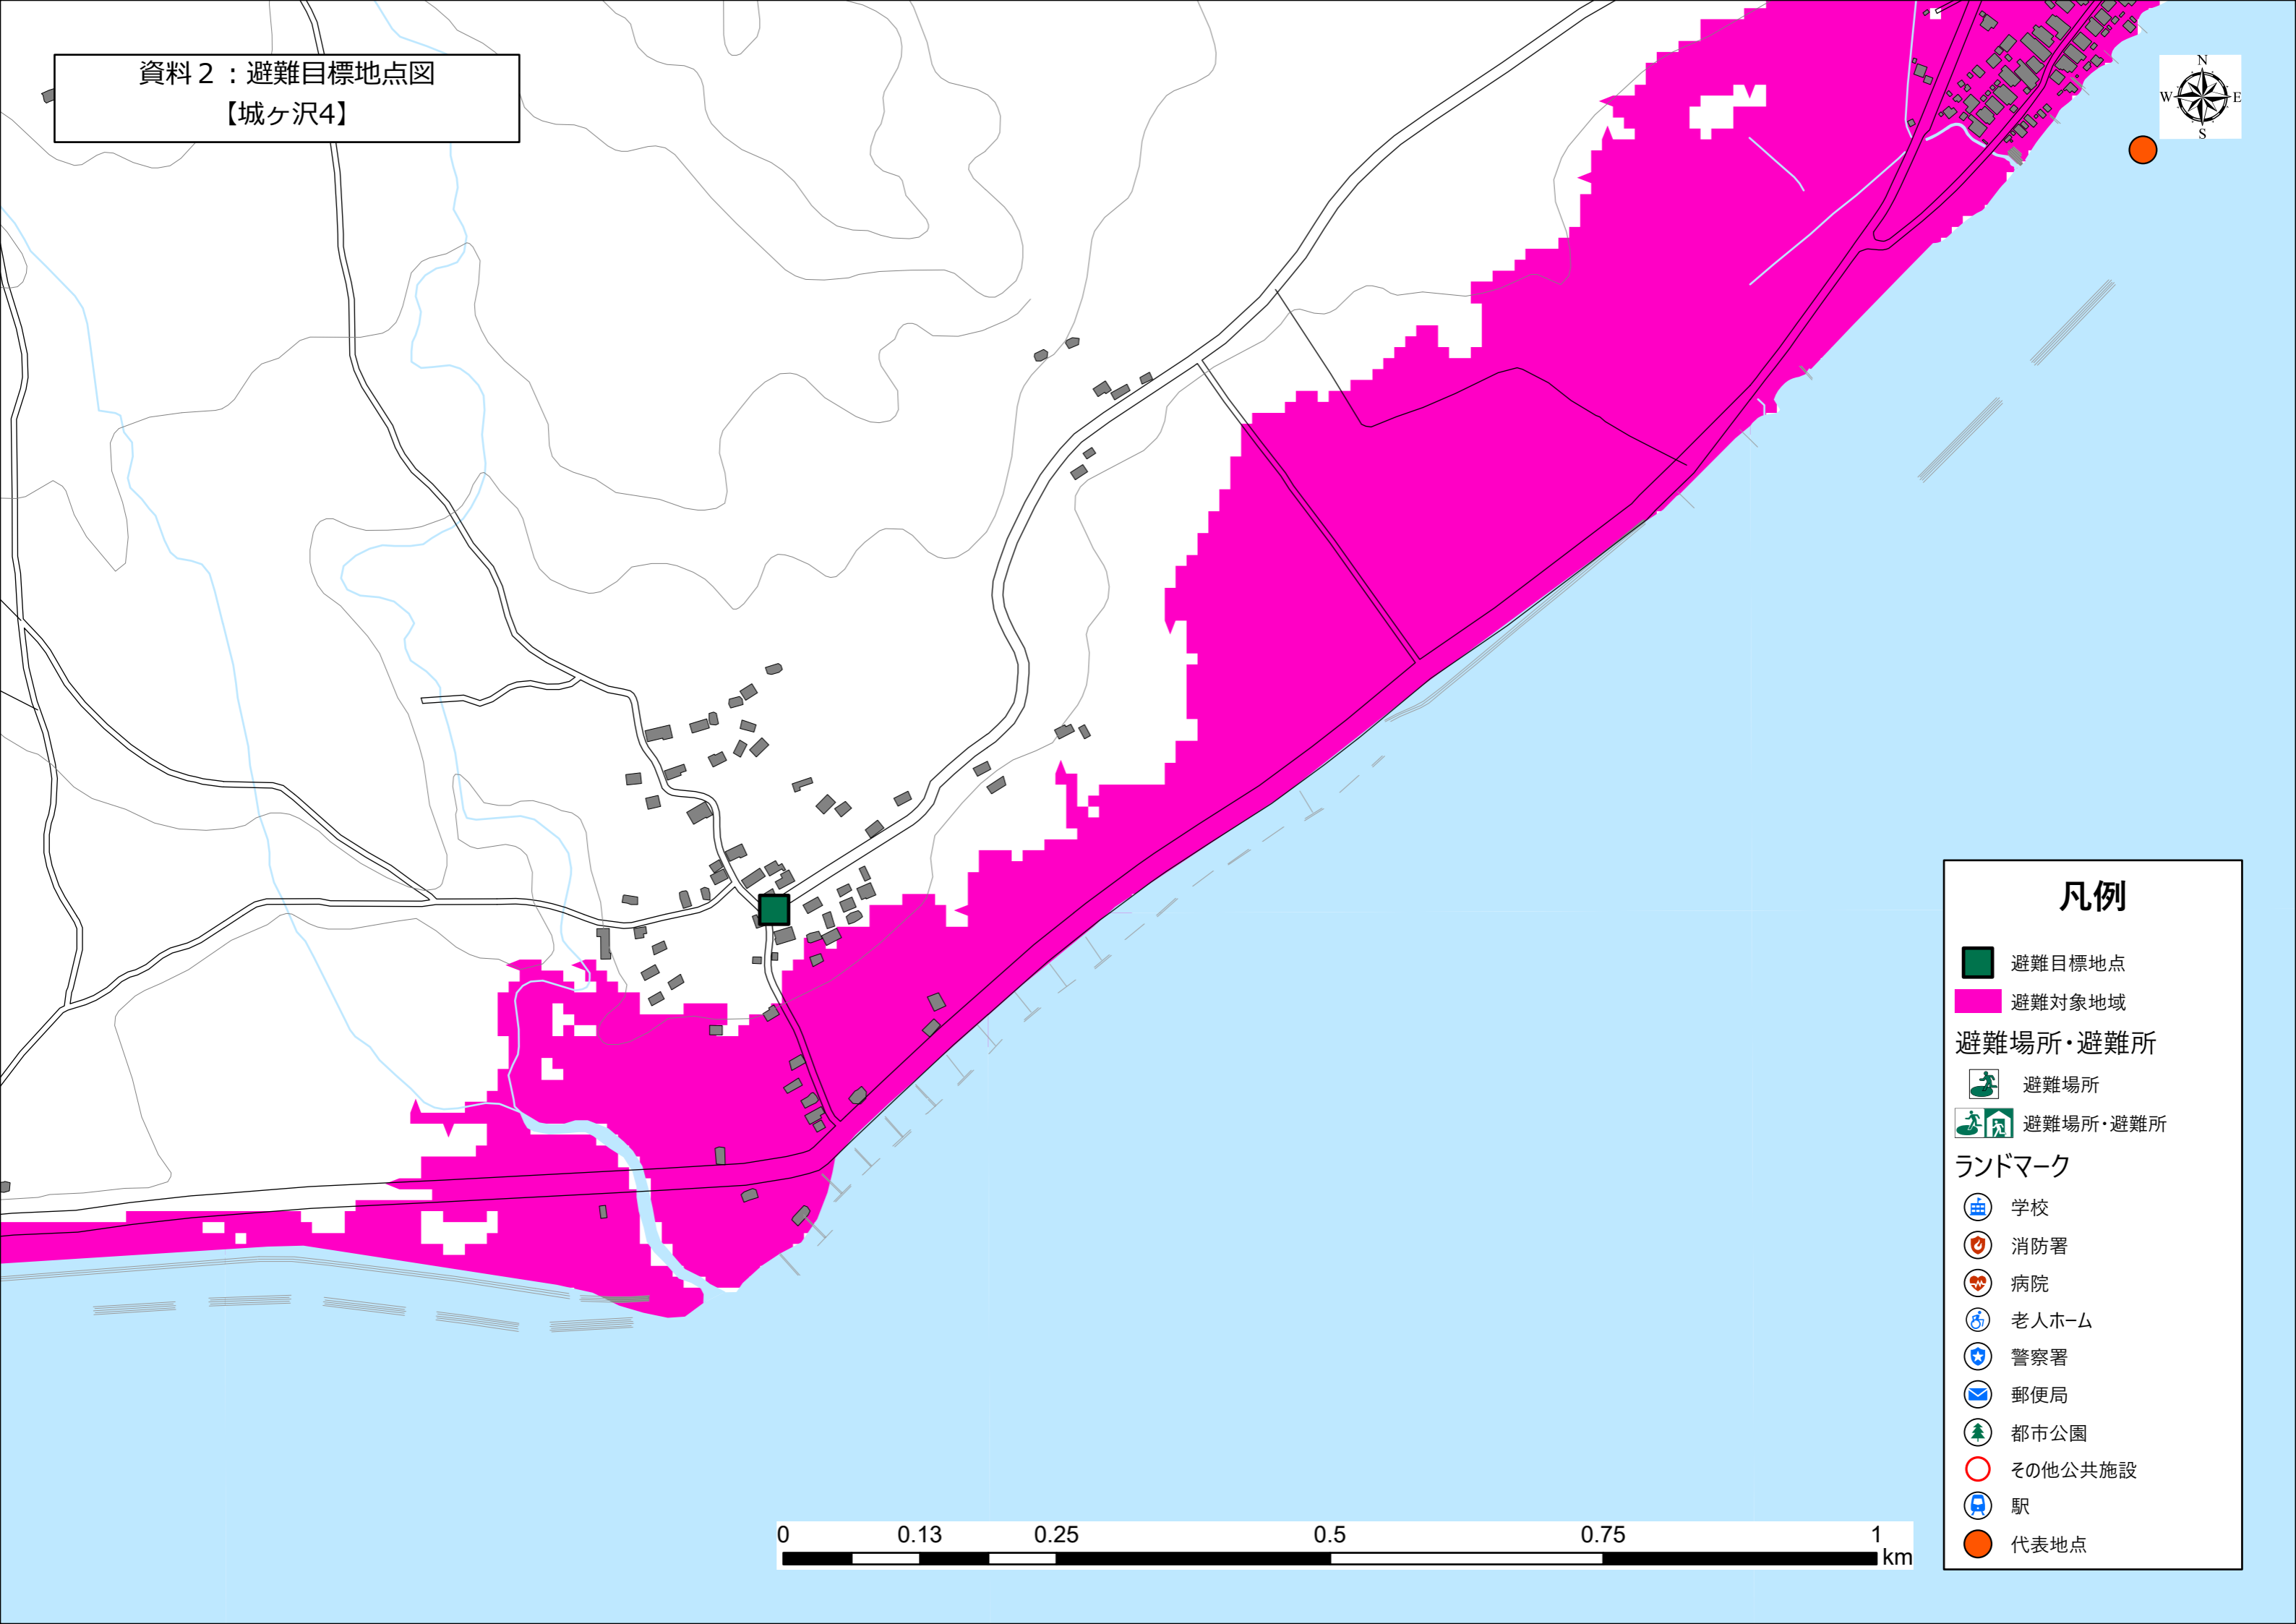 資料２：避難目標地点図
【城ヶ沢4】
N
W E
S
凡例
避難目標地点
避難対象地域
避難場所・避難所
避難場所
避難場所・避難所
ランドマーク
学校
消防署
病院
老人ホーム
警察署
郵便局
都市公園
その他公共施設
駅
代表地点
0 0.13 0.25 0.5 0.75 1
km